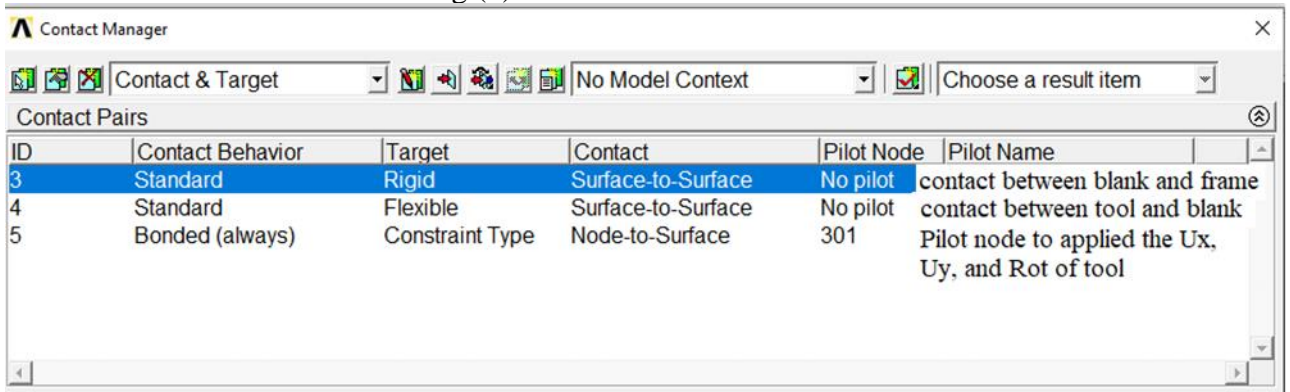 Contact Manager
Contact & Target No Model Context Choose a result item
Contact Pairs
ID Contact Behavior Target Contact Pilot Node Pilot Name
3 Standard Rigid Surface-to-Surface No pilot contact between blank and frame
4 Standard Flexible Surface-to-Surface No pilot contact between tool and blank
5 Bonded (always) Constraint Type Node-to-Surface 301 Pilot node to applied the Ux,
Uy, and Rot of tool